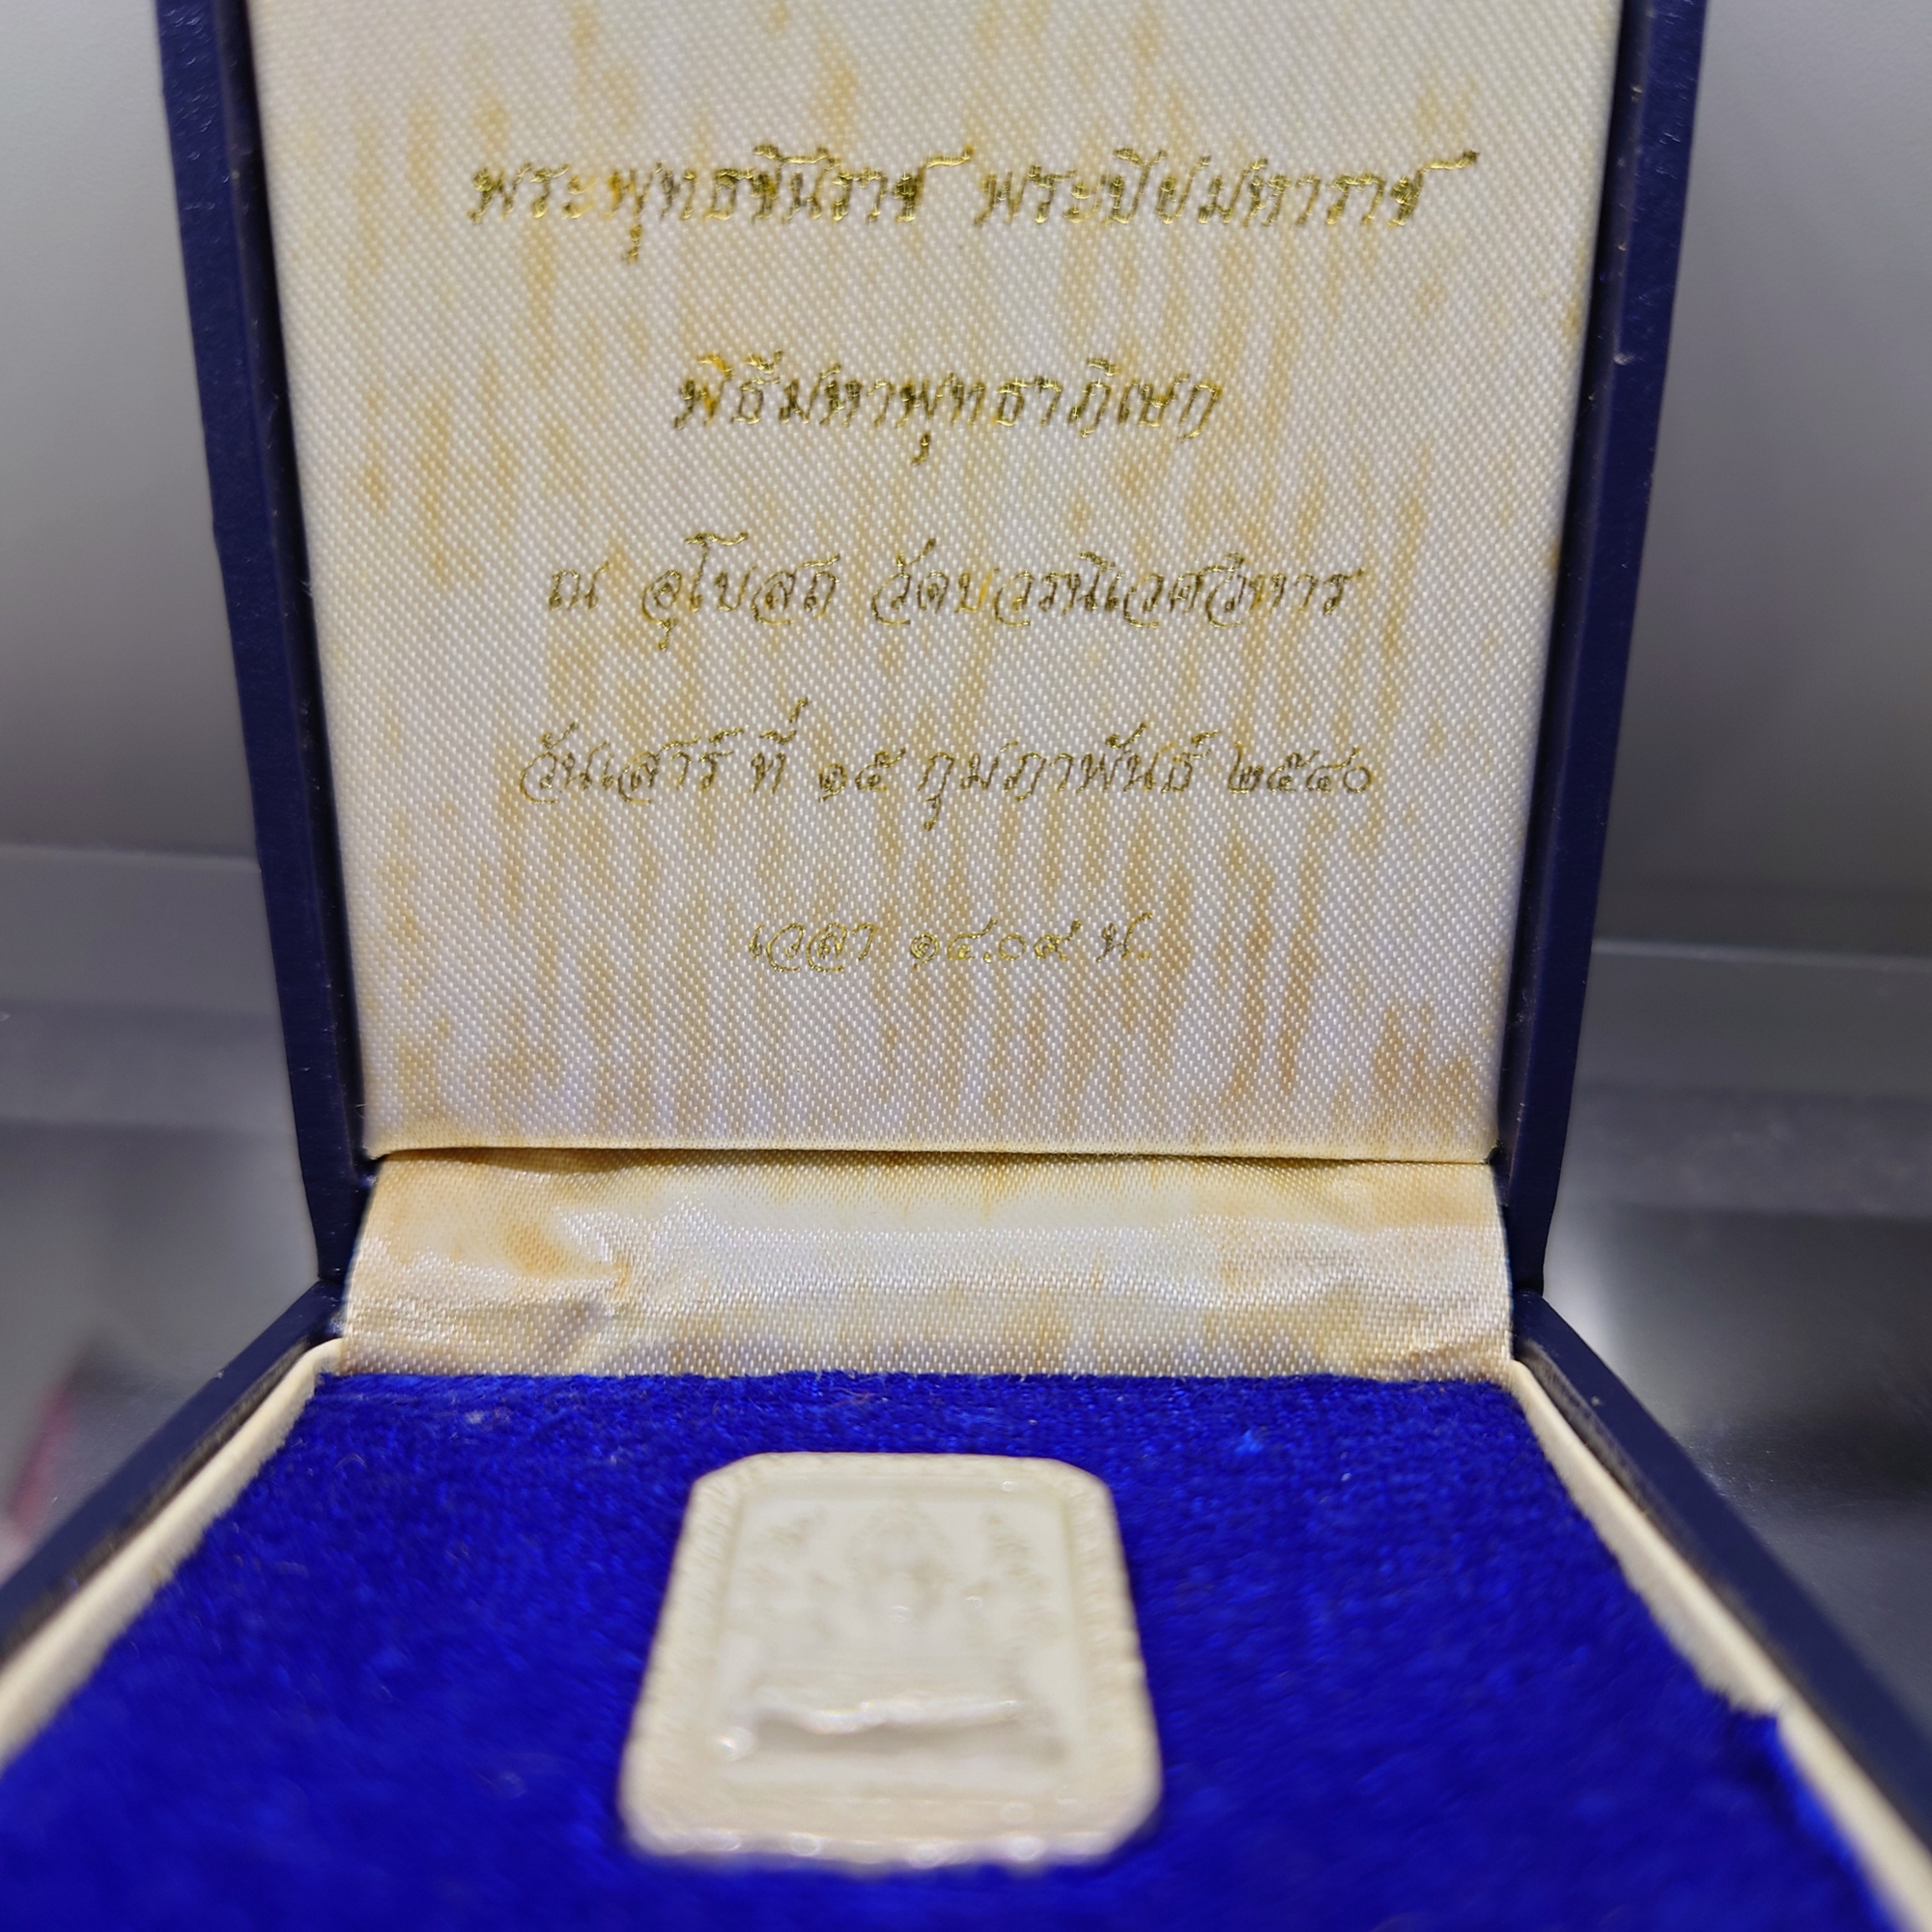 พระพุทธชินราช พระปิยมหาราช
พิธีมหาพุทธาภิเษก
ณ อุโบสถ วัดบวรนิเวศวิหาร
วันเสาร์ ที่ ๑๕ กุมภาพันธ์ ๒๕๔๐
เวลา ๑๔.๐๙ น.